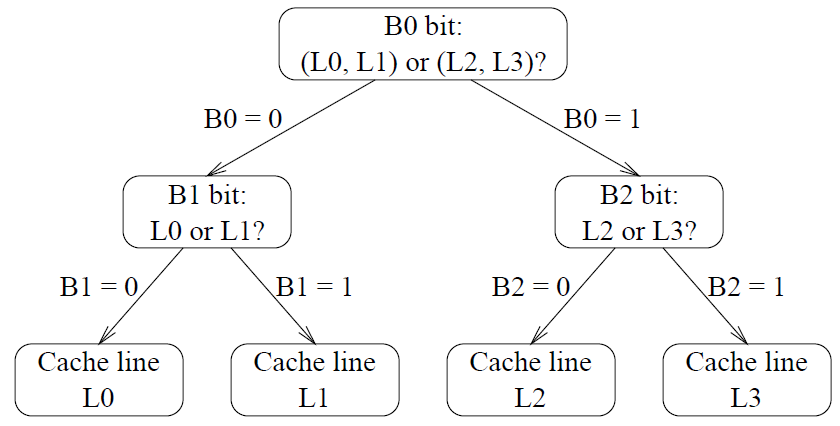 B0 bit:
(L0, L1) or (L2, L3)?
B0 = 0
B0 = 1
B1 bit:
L0 or L1?
B2 bit:
L2 or L3?
B1 = 0
B1 = 1
B2 = 0
B2 = 1
Cache line
L0
Cache line
L1
Cache line
L2
Cache line
L3